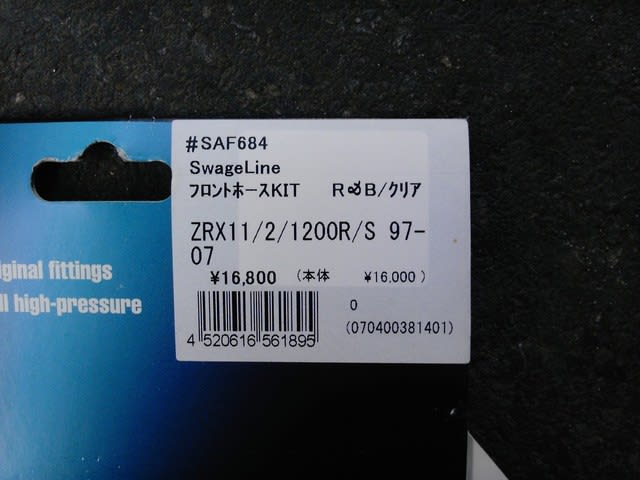 #SAF684
SwageLine
フロントホースKIT R&B/クリア
ZRX11/2/1200R/S 97-
07
¥16,800 (本体 ¥16,000)
0
4 520616 561895
(070400381401)
iginal fittings
ll high-pressure